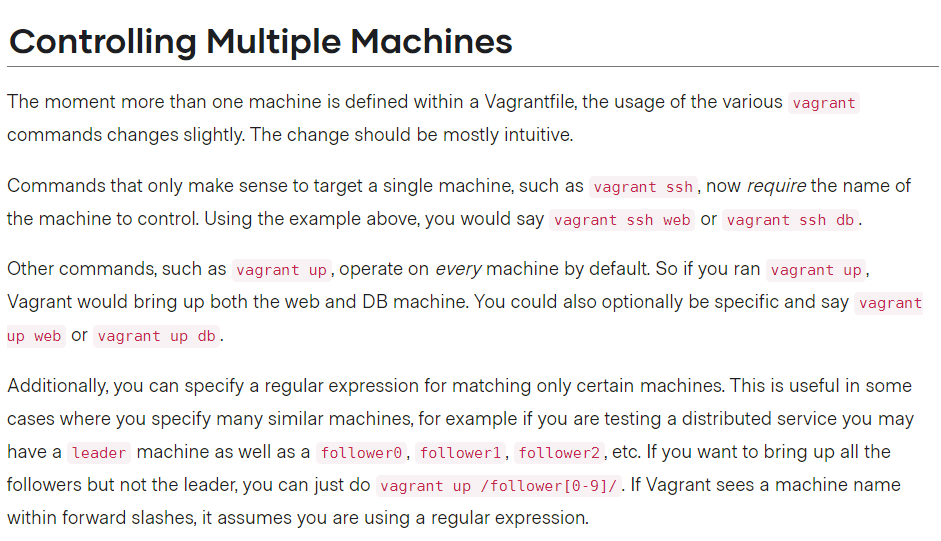 Controlling Multiple Machines
The moment more than one machine is defined within a Vagrantfile, the usage of the various vagrant
commands changes slightly. The change should be mostly intuitive.
Commands that only make sense to target a single machine, such as vagrant ssh, now require the name of
the machine to control. Using the example above, you would say vagrant ssh web or vagrant ssh db.
Other commands, such as vagrant up, operate on every machine by default. So if you ran vagrant up,
Vagrant would bring up both the web and DB machine. You could also optionally be specific and say vagrant
up web or vagrant up db.
Additionally, you can specify a regular expression for matching only certain machines. This is useful in some
cases where you specify many similar machines, for example if you are testing a distributed service you may
have a leader machine as well as a follower0, follower1, follower2, etc. If you want to bring up all the
followers but not the leader, you can just do vagrant up /follower[0-9]/. If Vagrant sees a machine name
within forward slashes, it assumes you are using a regular expression.